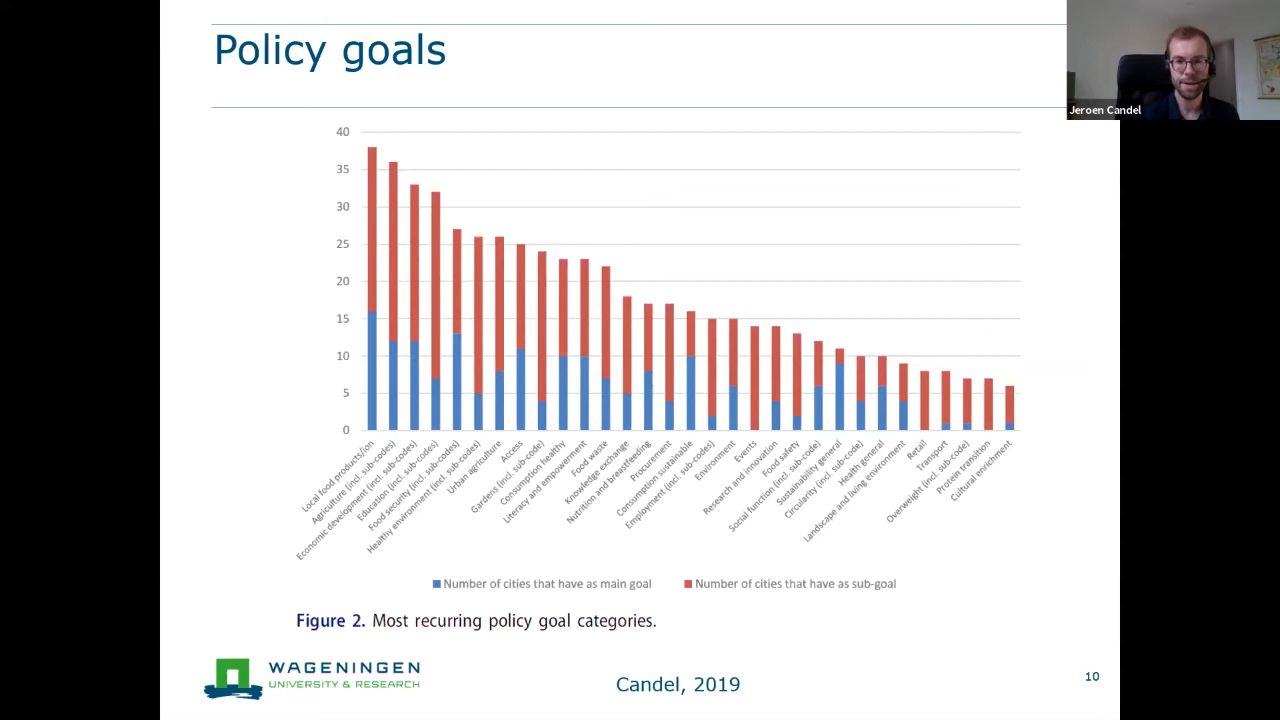 Policy goals
Jeroen Candel
40
35
30
25
20
15
10
5
0
Local food products/ion
Agriculture (incl. sub-codes)
Economic development (incl. sub-codes)
Education (incl. sub-codes)
Food security (incl. sub-codes)
Healthy environment (incl. sub-codes)
Urban agriculture
Access
Gardens (incl. sub-code)
Consumption healthy
Literacy and empowerment
Food waste
Knowledge exchange
Nutrition and breastfeeding
Procurement
Consumption sustainable
Employment (incl. sub-codes)
Environment
Events
Research and innovation
Food safety
Social function (incl. sub-code)
Sustainability general
Circularity (incl. sub-code)
Health general
Landscape and living environment
Retail
Transport
Overweight (incl. sub-code)
Protein transition
Cultural enrichment
Number of cities that have as main goal
Number of cities that have as sub-goal
Figure 2. Most recurring policy goal categories.
WAGENINGEN
UNIVERSITY & RESEARCH
Candel, 2019
10